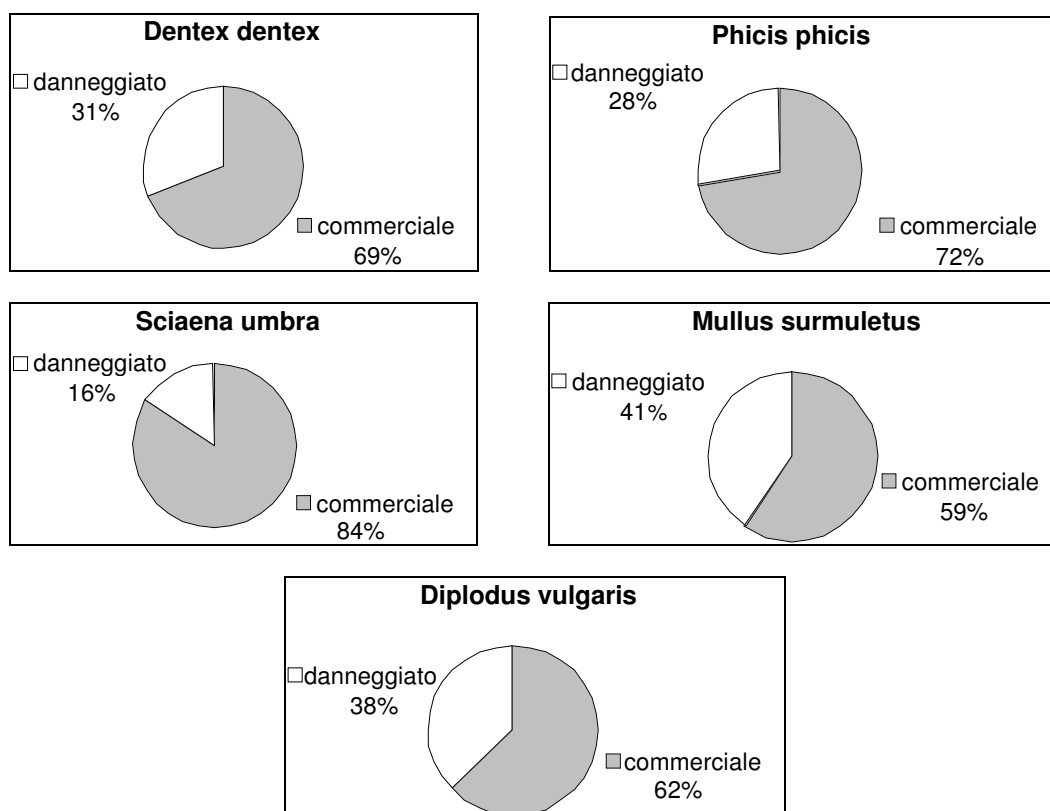 Dentex dentex
danneggiato
31%
commerciale
69%
Phicis phicis
danneggiato
28%
commerciale
72%
Sciaena umbra
danneggiato
16%
commerciale
84%
Mullus surmuletus
danneggiato
41%
commerciale
59%
Diplodus vulgaris
danneggiato
38%
commerciale
62%